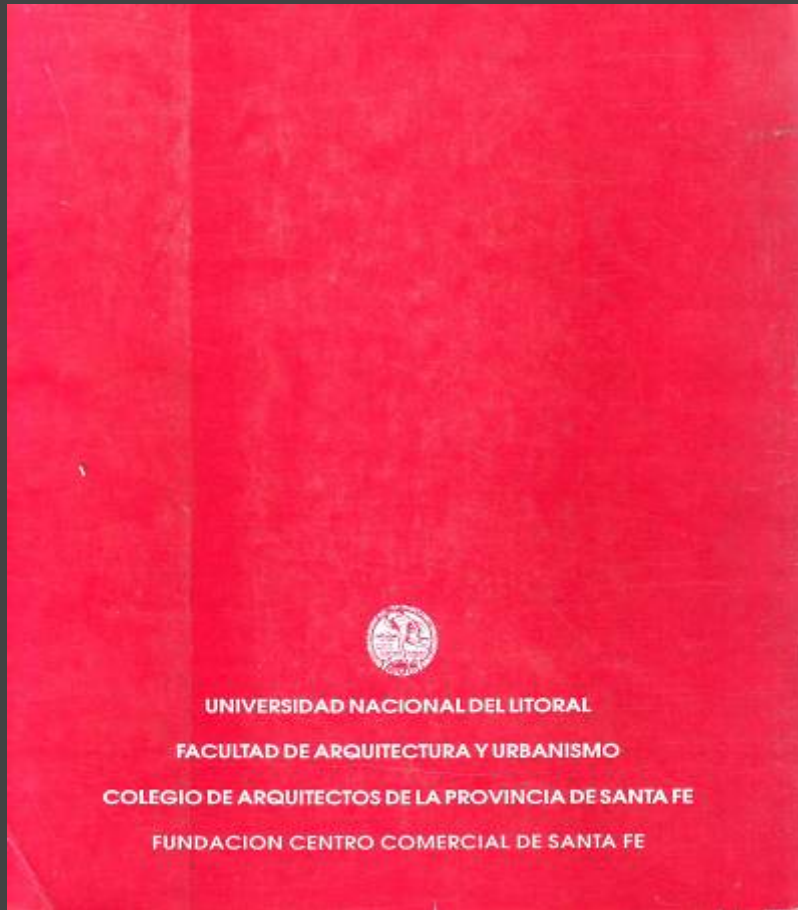 UNIVERSIDAD NACIONAL DEL LITORAL
FACULTAD DE ARQUITECTURA Y URBANISMO
COLEGIO DE ARQUITECTOS DE LA PROVINCIA DE SANTA FE
FUNDACION CENTRO COMERCIAL DE SANTA FE